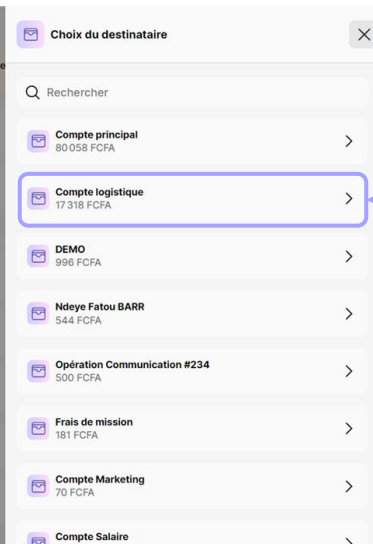 Choix du destinataire
Rechercher
Compte principal
80 058 FCFA
Compte logistique
17 318 FCFA
DEMO
996 FCFA
Ndeye Fatou BARR
544 FCFA
Opération Communication #234
500 FCFA
Frais de mission
181 FCFA
Compte Marketing
70 FCFA
Compte Salaire